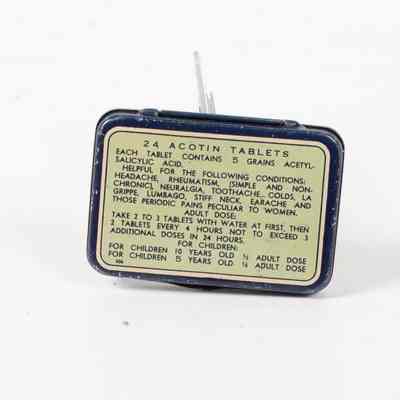 24 ACOTIN TABLETS
EACH TABLET CONTAINS 5 GRAINS ACETYL-
SALICYLIC ACID.
HELPFUL FOR THE FOLLOWING CONDITIONS:
HEADACHE, RHEUMATISM, (SIMPLE AND NON-
CHRONIC), NEURALGIA, TOOTHACHE, COLDS, LA
GRIPPE, LUMBAGO, STIFF NECK, EARACHE AND
THOSE PERIODIC PAINS PECULIAR TO WOMEN.
ADULT DOSE:
TAKE 2 TO 3 TABLETS WITH WATER AT FIRST, THEN
2 TABLETS EVERY 4 HOURS NOT TO EXCEED 3
ADDITIONAL DOSES IN 24 HOURS.
FOR CHILDREN:
FOR CHILDREN 10 YEARS OLD ½ ADULT DOSE
FOR CHILDREN 5 YEARS OLD ¼ ADULT DOSE